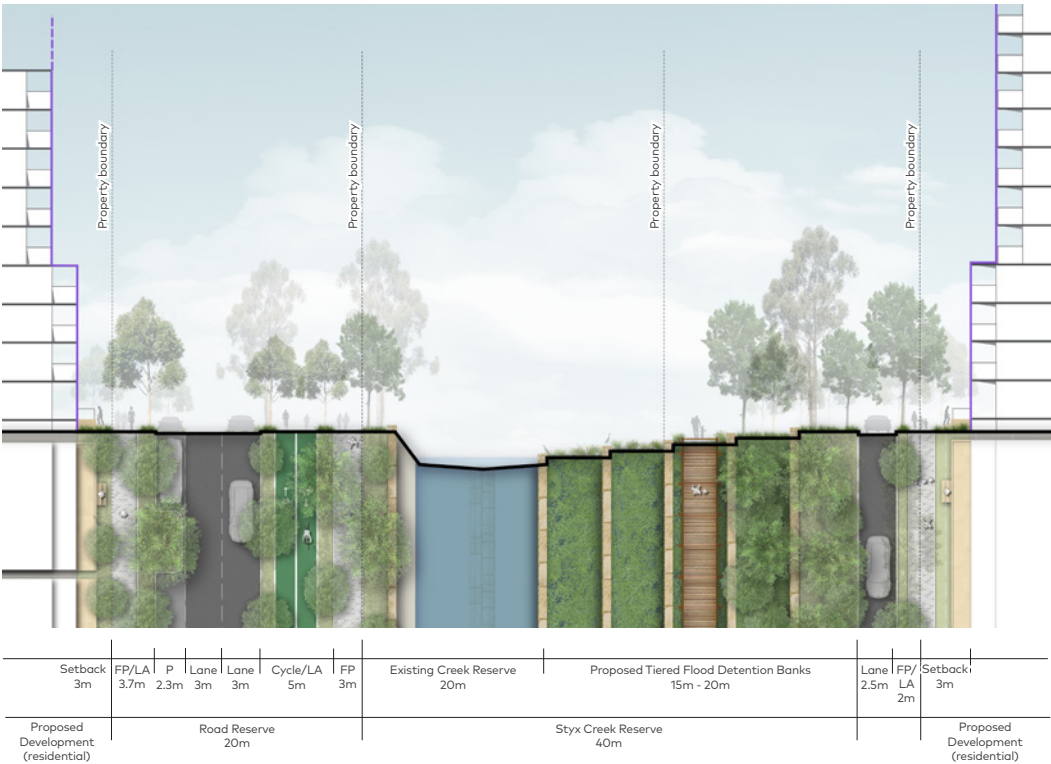 Property boundary
Property boundary
Property boundary
Property boundary
Setback
3m
FP/LA
3.7m
P
2.3m
Lane
3m
Lane
3m
Cycle/LA
5m
FP
3m
Existing Creek Reserve
20m
Proposed Tiered Flood Detention Banks
15m - 20m
Lane
2.5m
FP/
LA
2m
Setback
3m
Proposed
Development
(residential)
Road Reserve
20m
Styx Creek Reserve
40m
Proposed
Development
(residential)